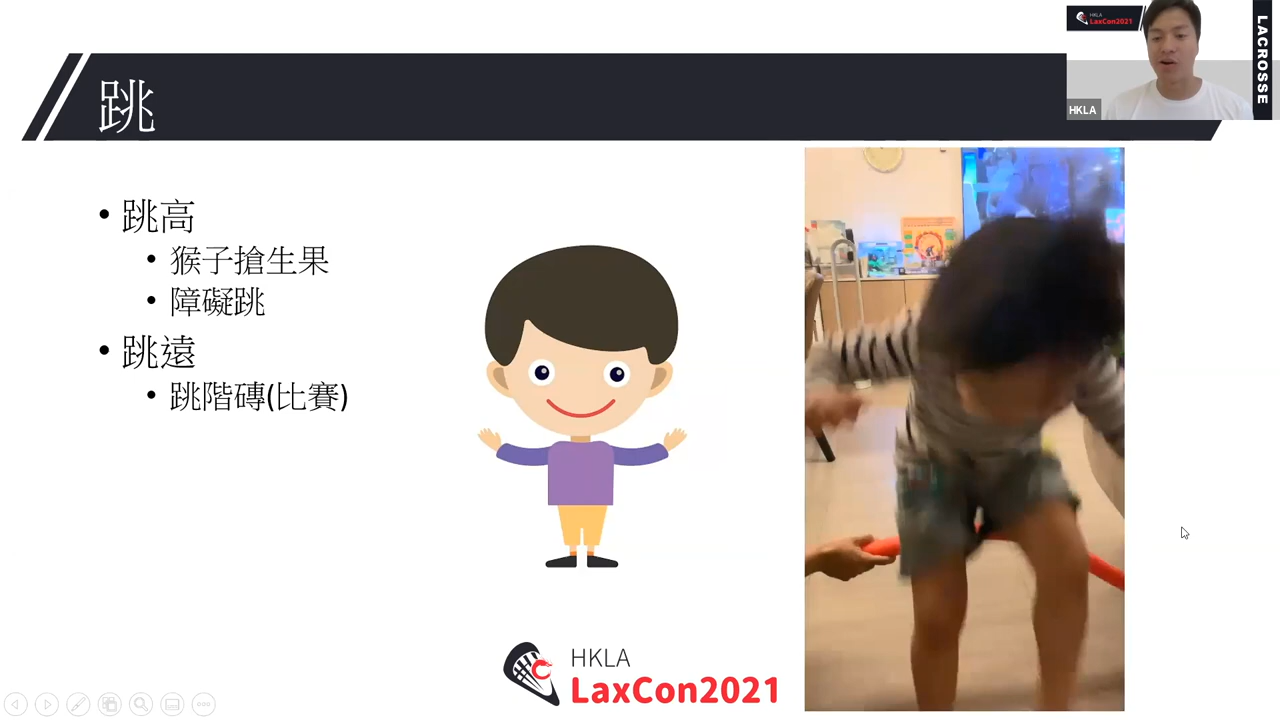 跳
HKLA
LaxCon2021
LACROSSE
HKLA
• 跳高
• 猴子搶生果
• 障礙跳
• 跳遠
• 跳階磚(比賽)
HKLA
LaxCon2021